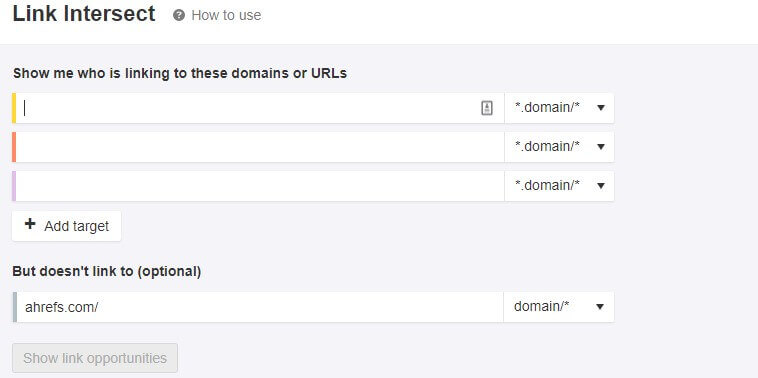 Link Intersect ? How to use
Show me who is linking to these domains or URLs
*.domain/*
*.domain/*
*.domain/*
+ Add target
But doesn't link to (optional)
ahrefs.com/ domain/*
Show link opportunities